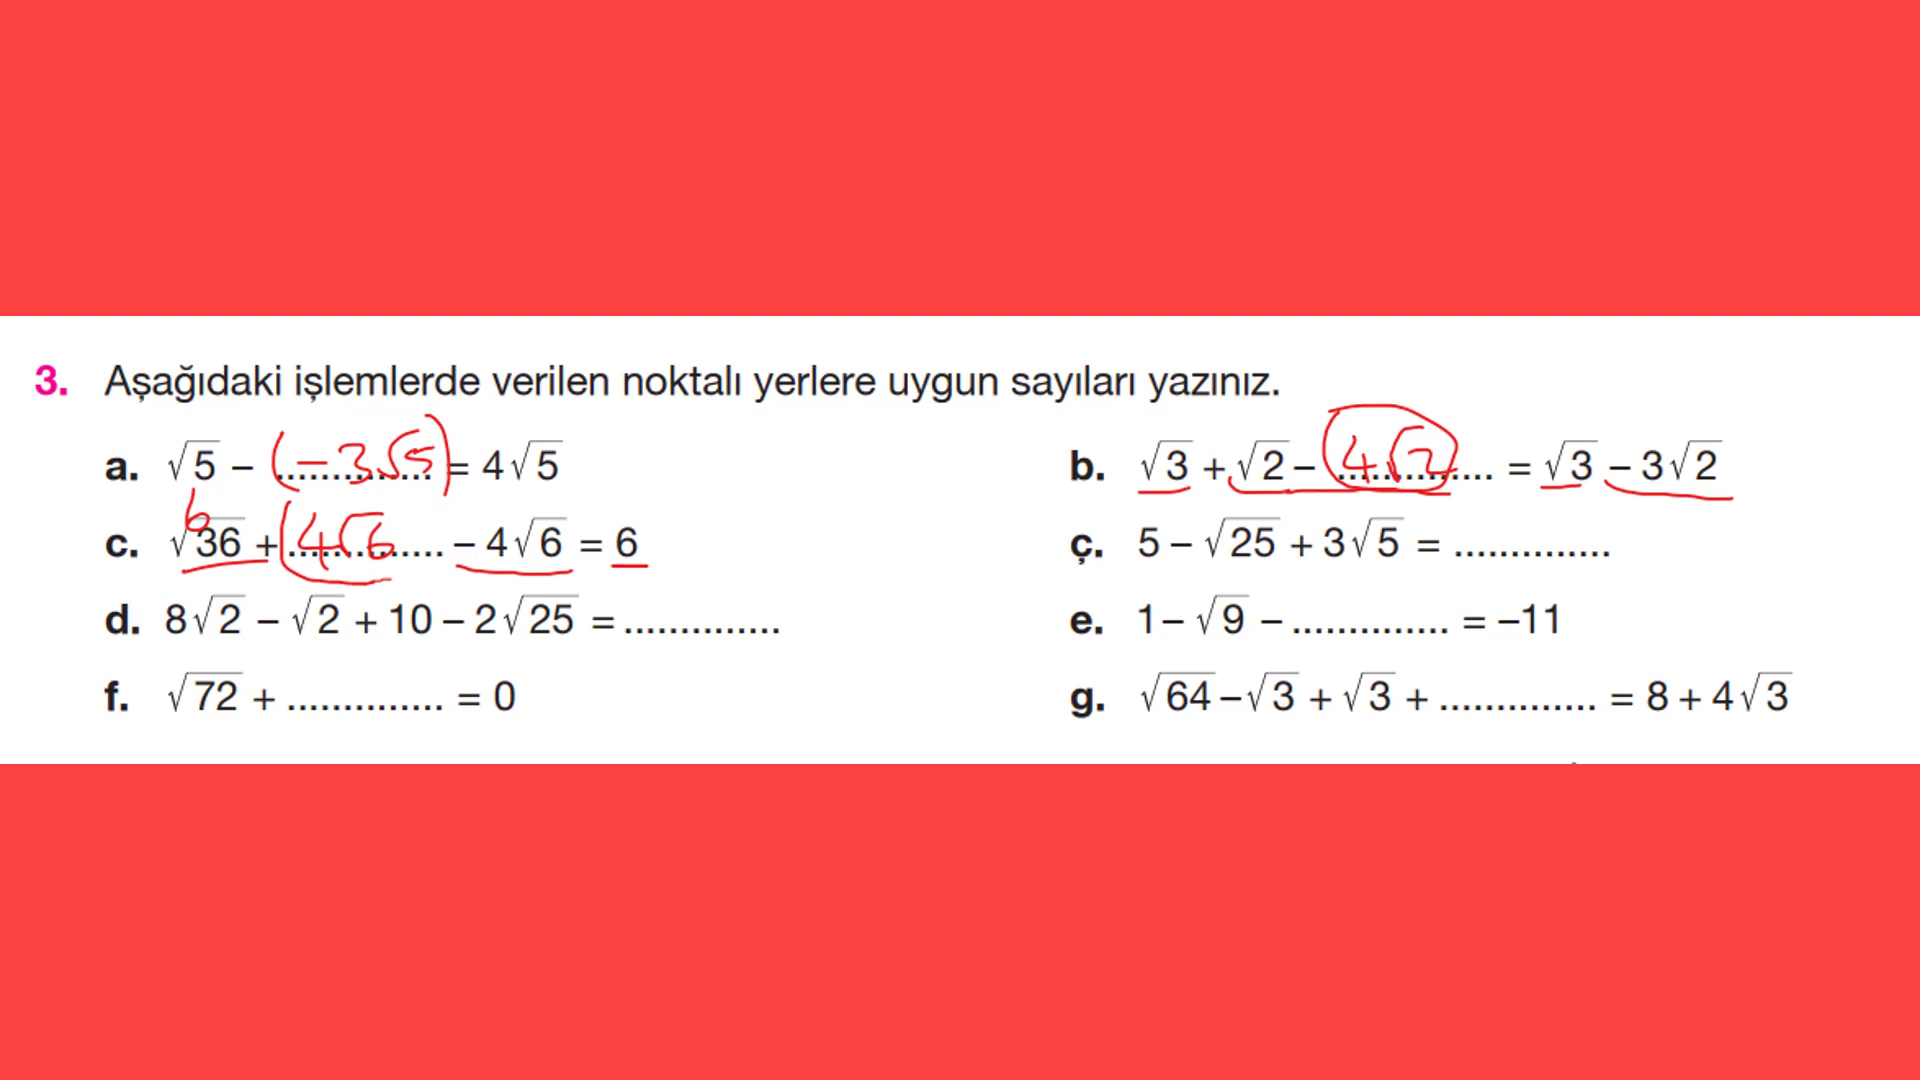 3. Aşağıdaki işlemlerde verilen noktalı yerlere uygun sayıları yazınız.
a. √5 – (–3√5) = 4√5
b. √3 + √2 – 4√2 .............. = √3 – 3√2
6
c. √36 + 4√6 .............. – 4√6 = 6
ç. 5 – √25 + 3√5 = ..............
d. 8√2 – √2 + 10 – 2√25 = ..............
e. 1– √9 – .............. = –11
f. √72 + .............. = 0
g. √64 – √3 + √3 + .............. = 8 + 4√3